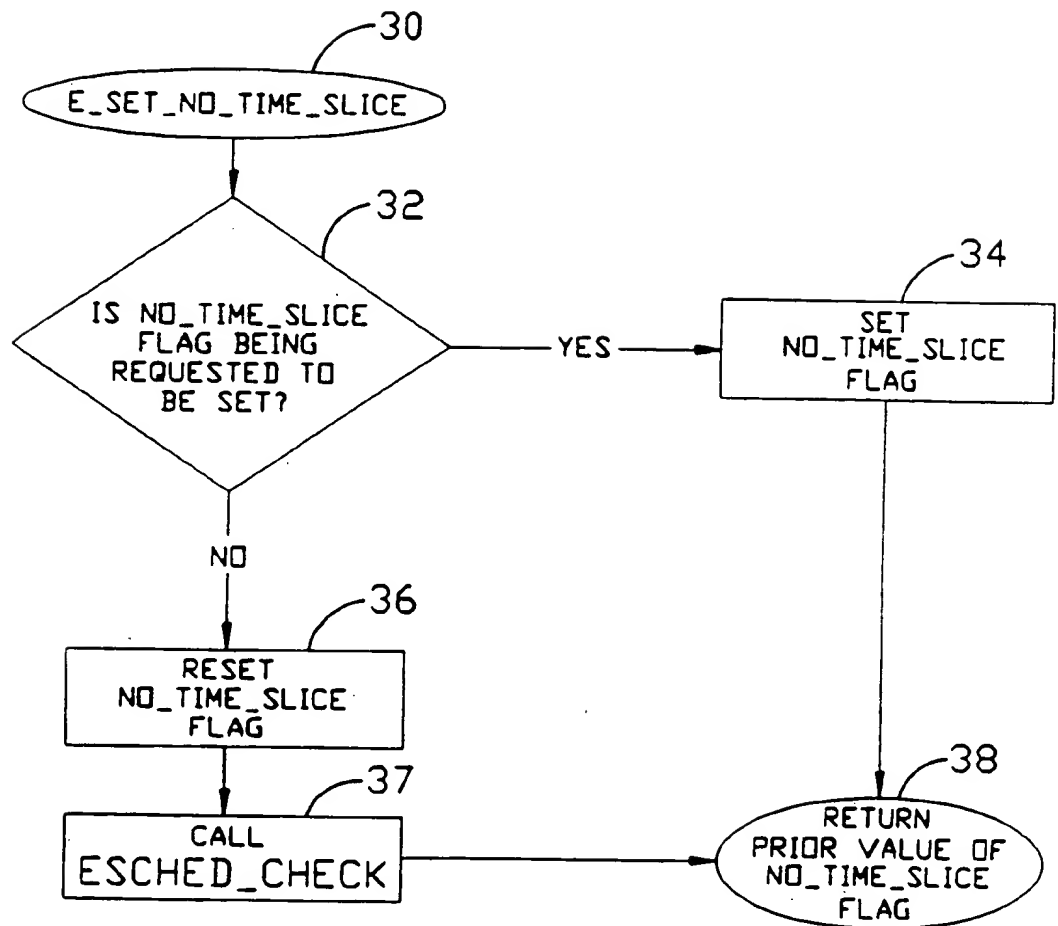 30
E_SET_NO_TIME_SLICE
32
IS NO_TIME_SLICE
FLAG BEING
REQUESTED TO
BE SET?
YES
34
SET
NO_TIME_SLICE
FLAG
NO
36
RESET
NO_TIME_SLICE
FLAG
37
CALL
ESCHED_CHECK
38
RETURN
PRIOR VALUE OF
NO_TIME_SLICE
FLAG